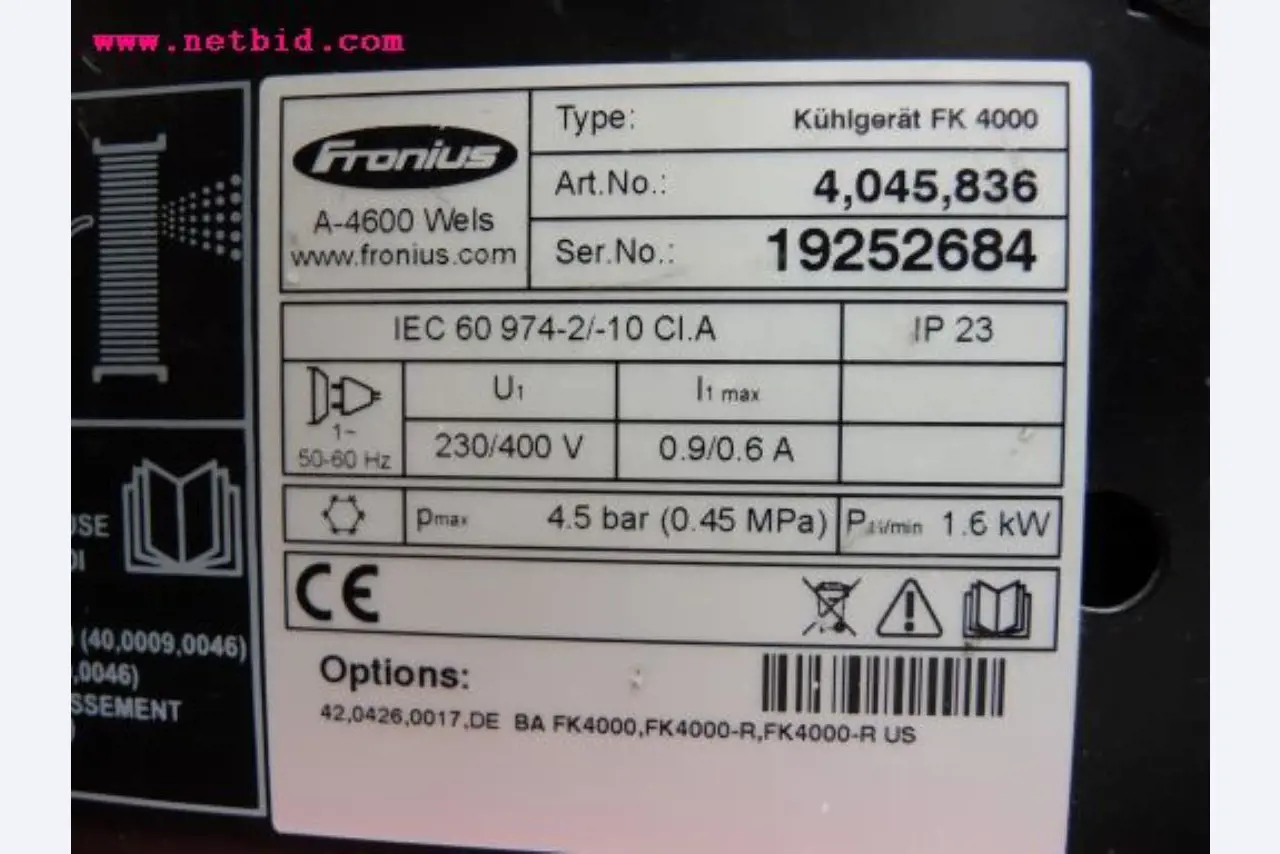 www.netbid.com
Fronius
A-4600 Wels
www.fronius.com
Type: Kühlgerät FK 4000
Art.No.: 4,045,836
Ser.No.: 19252684
IEC 60 974-2/-10 Cl.A IP 23
1~
50-60 Hz
U1 I1 max
230/400 V 0.9/0.6 A
pmax 4.5 bar (0.45 MPa) 1.6 kW
CE
Options:
42,0426,0017,DE BA FK4000,FK4000-R,FK4000-R US
(40,0009,0046)
,0046)